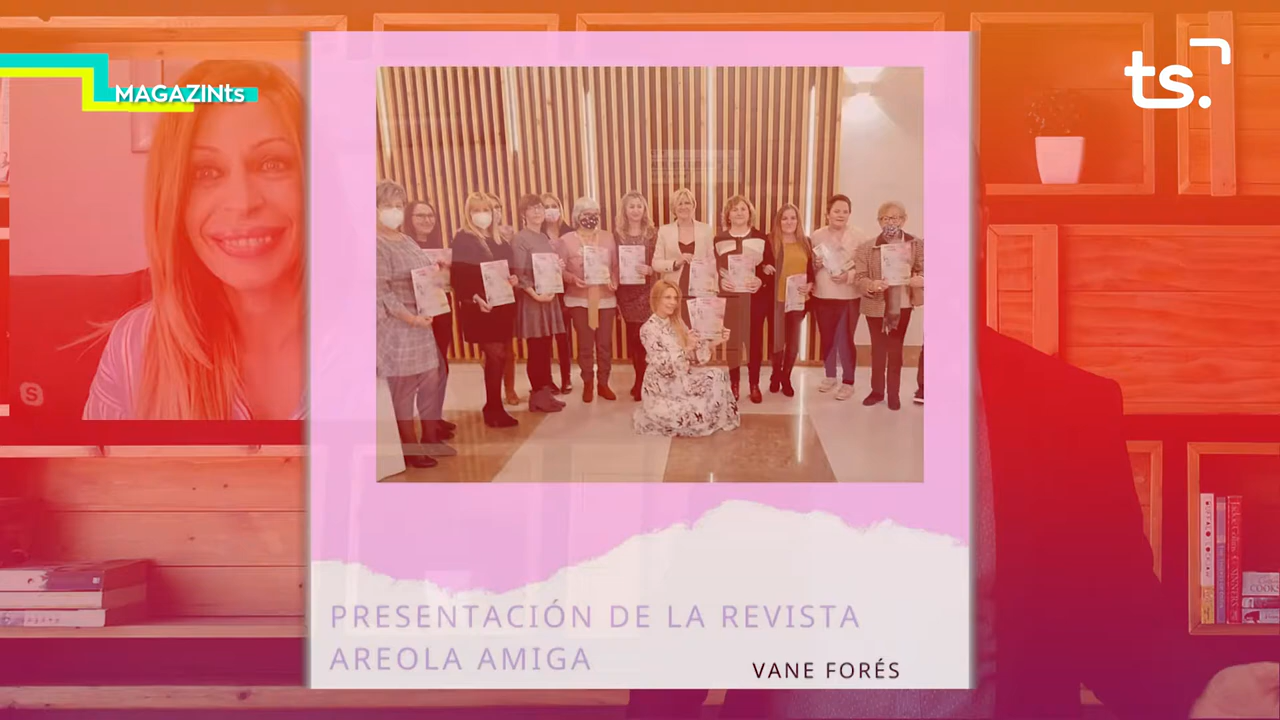 MAGAZINts
ts.
PRESENTACIÓN DE LA REVISTA
AREOLA AMIGA
VANE FORÉS